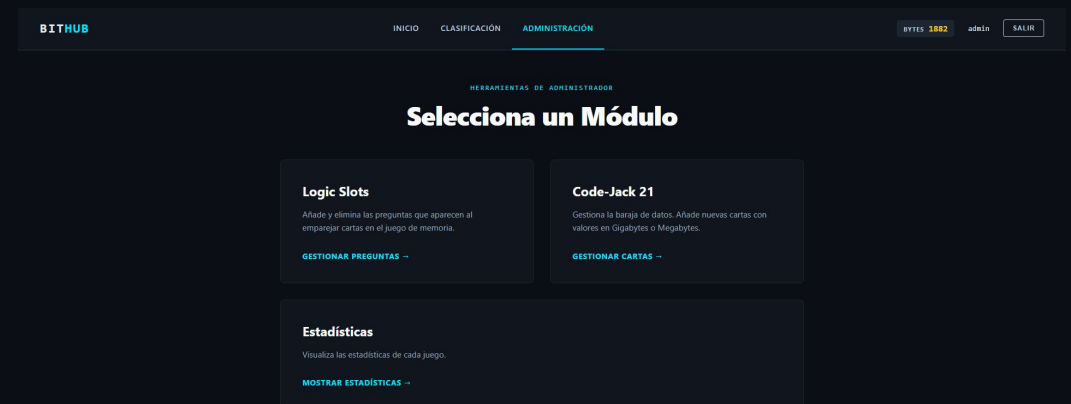 BITHUB
INICIO CLASIFICACIÓN ADMINISTRACIÓN
BYTES 1882 admin SALIR
HERRAMIENTAS DE ADMINISTRADOR
Selecciona un Módulo
Logic Slots
Añade y elimina las preguntas que aparecen al
emparejar cartas en el juego de memoria.
GESTIONAR PREGUNTAS →
Code-Jack 21
Gestiona la baraja de datos. Añade nuevas cartas con
valores en Gigabytes o Megabytes.
GESTIONAR CARTAS →
Estadísticas
Visualiza las estadísticas de cada juego.
MOSTRAR ESTADÍSTICAS →